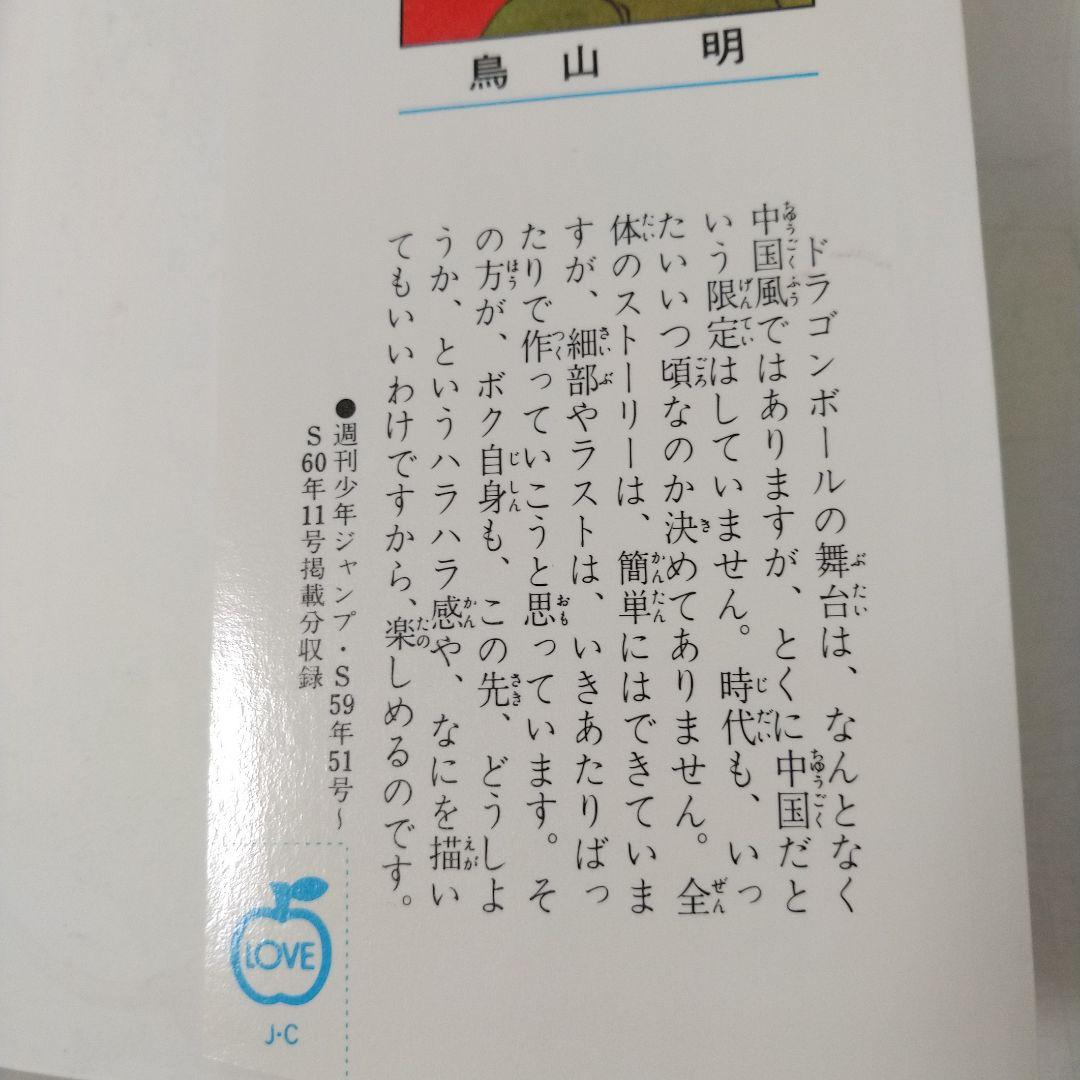 鳥山 明
ドラゴンボールの舞台は、なんとなく
中国風ではありますが、とくに中国だと
いう限定はしていません。時代も、いっ
たいいつ頃なのか決めてありません。全
体のストーリーは、簡単にはできていま
すが、細部やラストは、いきあたりばっ
たりで作っていこうと思っています。そ
の方が、ボク自身も、この先、どうしよ
うか、というハラハラ感や、なにを描い
てもいいわけですから、楽しめるのです。
●週刊少年ジャンプ・S59年51号〜
S60年11号掲載分収録
LOVE
J・C